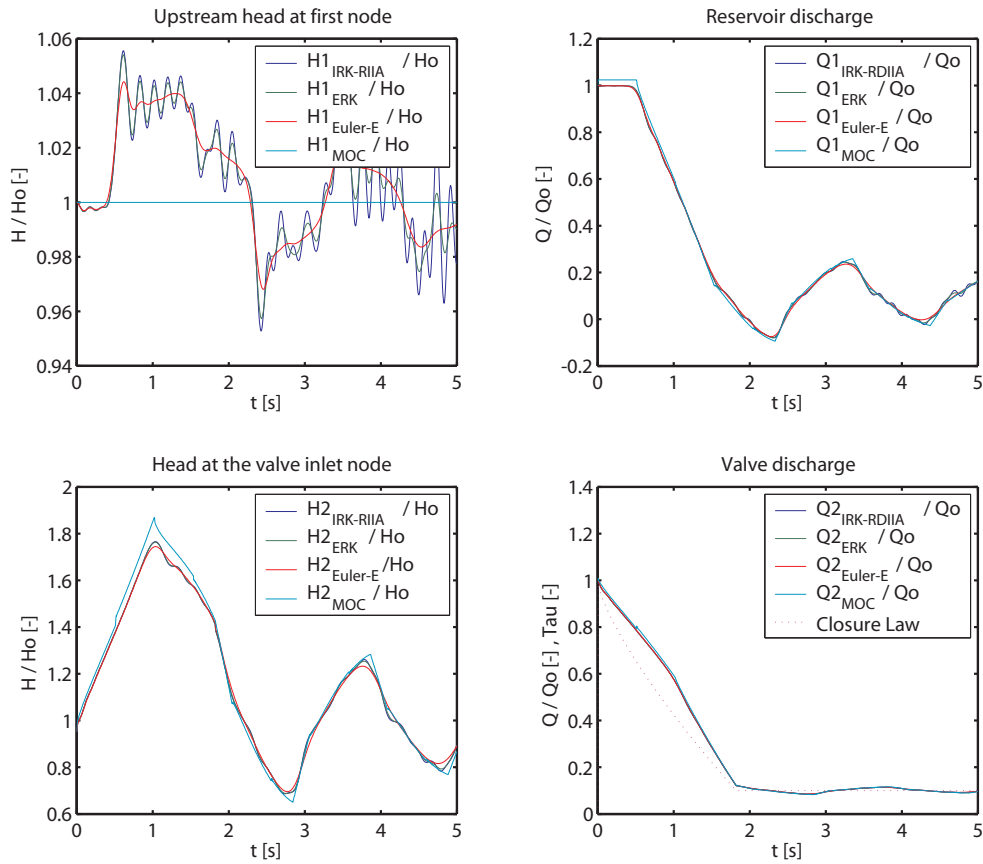 Upstream head at first node
1.06
1.04
1.02
1
0.98
0.96
0.94
H / Ho [-]
H1IRK-RIIA / Ho
H1ERK / Ho
H1Euler-E / Ho
H1MOC / Ho
0 1 2 3 4 5
t [s]
Reservoir discharge
1.2
1
0.8
0.6
0.4
0.2
0
-0.2
Q / Qo [-]
Q1IRK-RDIIA / Qo
Q1ERK / Qo
Q1Euler-E / Qo
Q1MOC / Qo
0 1 2 3 4 5
t [s]
Head at the valve inlet node
2
1.8
1.6
1.4
1.2
1
0.8
0.6
H / Ho [-]
H2IRK-RIIA / Ho
H2ERK / Ho
H2Euler-E /Ho
H2MOC / Ho
0 1 2 3 4 5
t [s]
Valve discharge
1.4
1.2
1
0.8
0.6
0.4
0.2
0
Q / Qo [-] , Tau [-]
Q2IRK-RDIIA / Qo
Q2ERK / Qo
Q2Euler-E / Qo
Q2MOC / Qo
Closure Law
0 1 2 3 4 5
t [s]